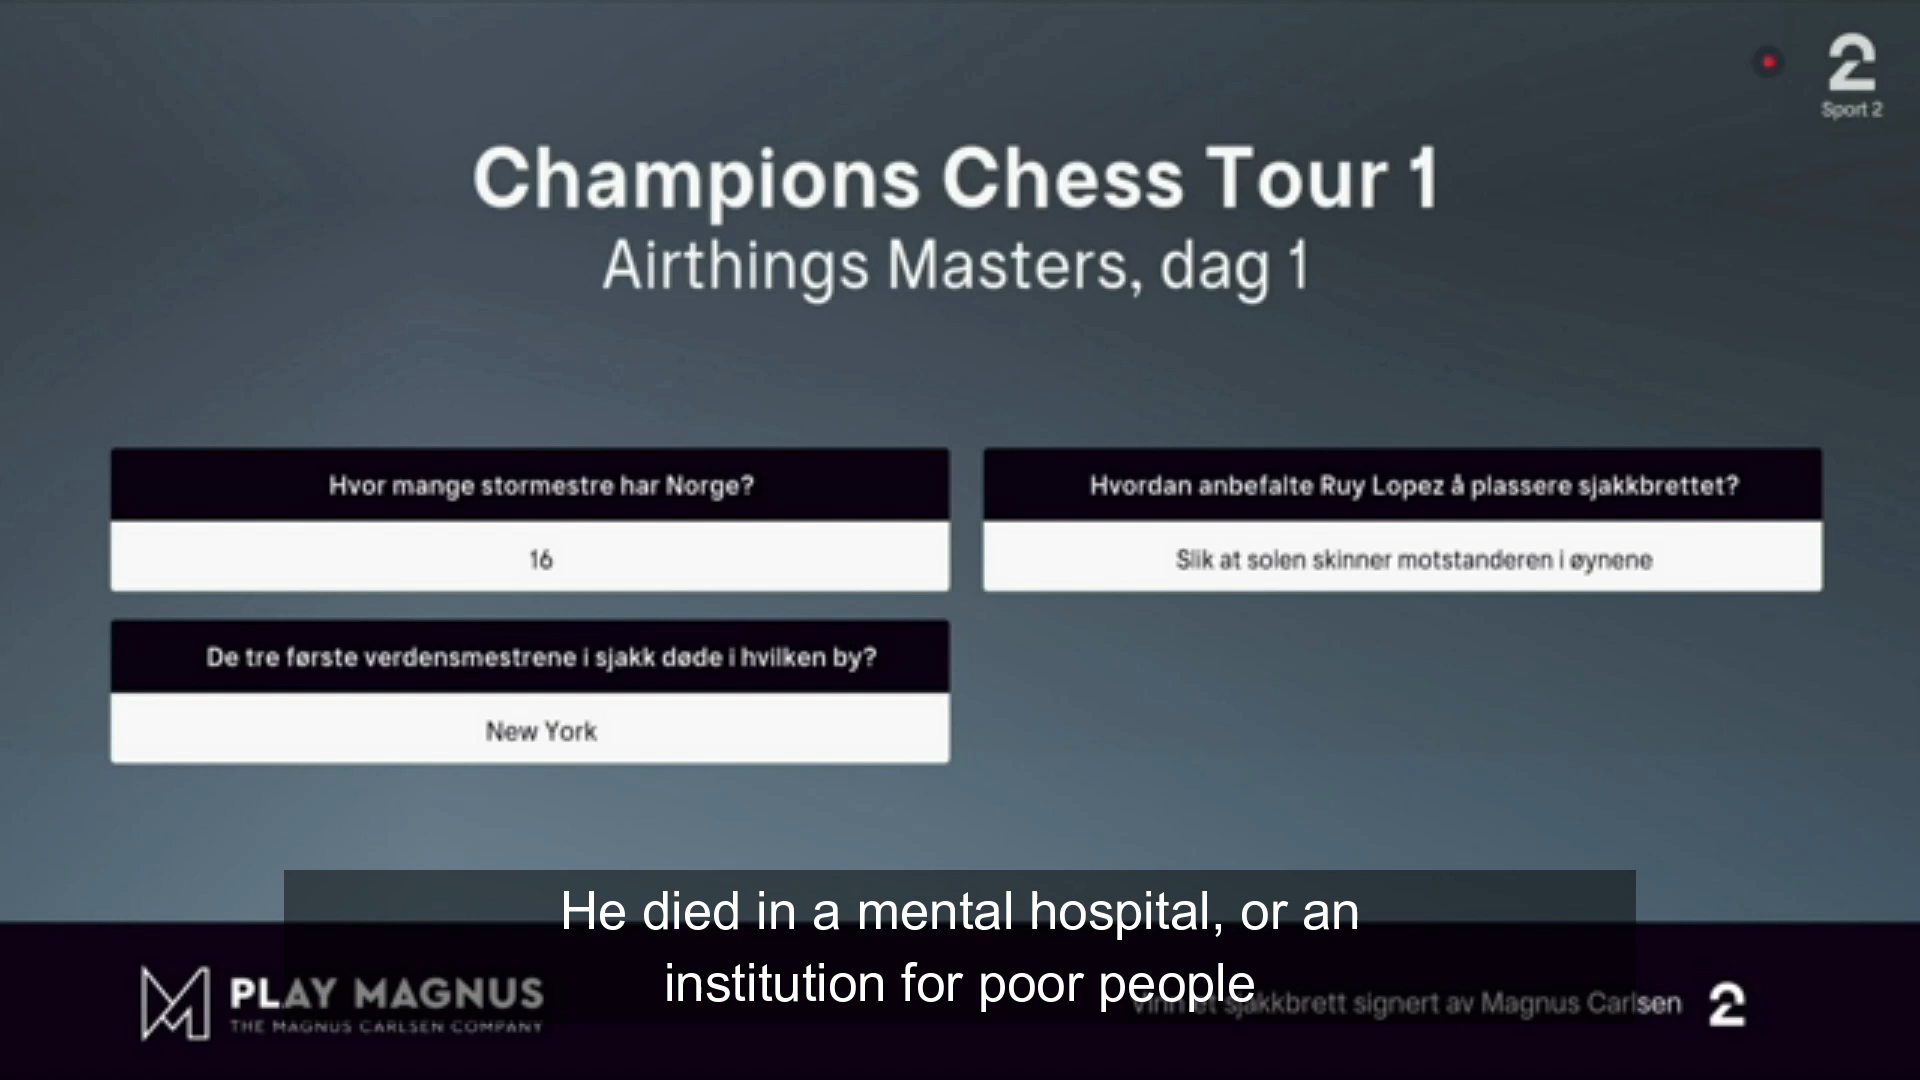 2
Sport 2
Champions Chess Tour 1
Airthings Masters, dag 1
Hvor mange stormestre har Norge?
16
Hvordan anbefalte Ruy Lopez å plassere sjakkbrettet?
Slik at solen skinner motstanderen i øynene
De tre første verdensmestrene i sjakk døde i hvilken by?
New York
He died in a mental hospital, or an
institution for poor people
PLAY MAGNUS
THE MAGNUS CARLSEN COMPANY
Vinn et sjakkbrett signert av Magnus Carlsen
2